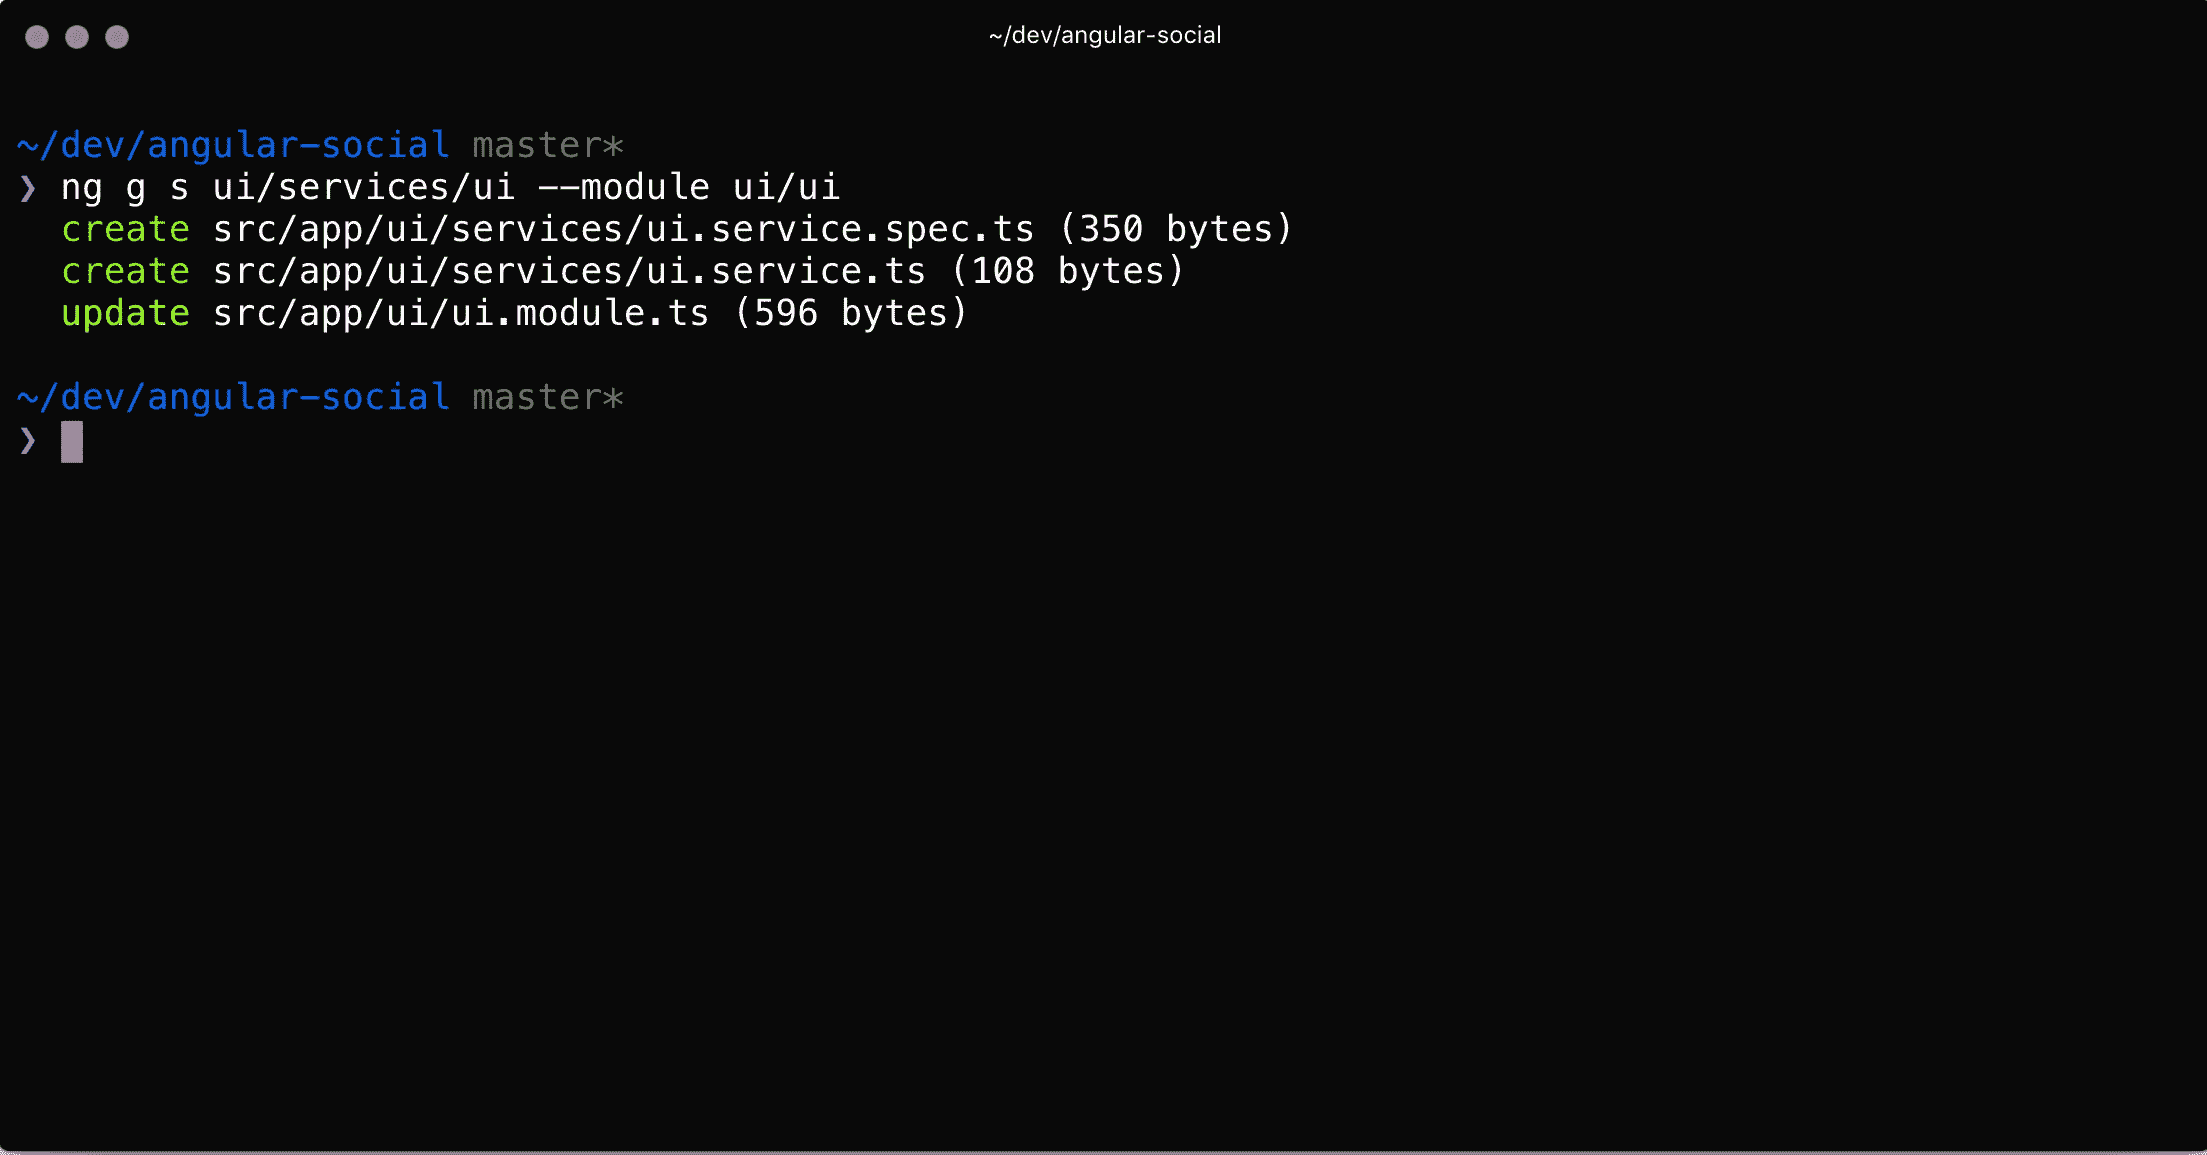 ~/dev/angular-social
~/dev/angular-social master*
❯ ng g s ui/services/ui --module ui/ui
create src/app/ui/services/ui.service.spec.ts (350 bytes)
create src/app/ui/services/ui.service.ts (108 bytes)
update src/app/ui/ui.module.ts (596 bytes)
~/dev/angular-social master*
❯